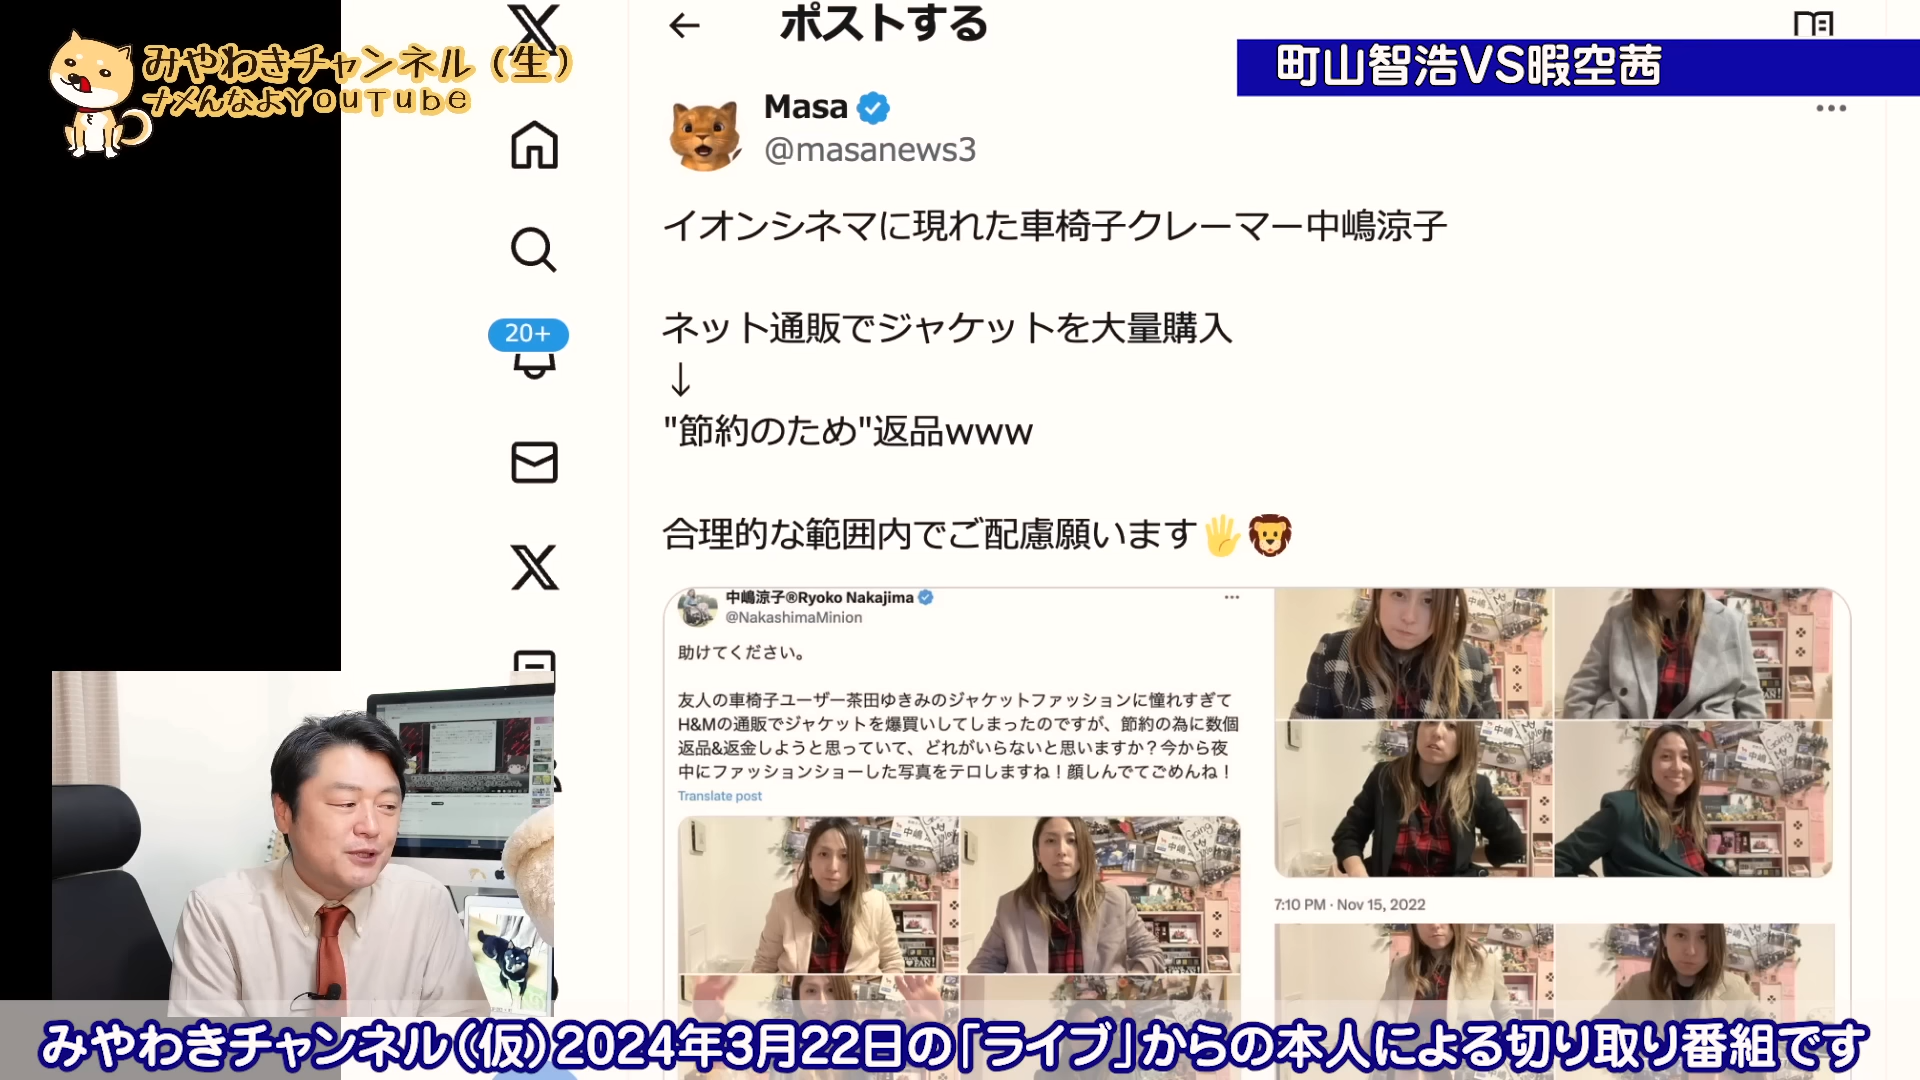 みやわきチャンネル（生）
ナメんなよYouTube
ポストする
町山智浩VS暇空茜
Masa
@masanews3
イオンシネマに現れた車椅子クレーマー中嶋涼子
ネット通販でジャケットを大量購入
↓
"節約のため"返品www
合理的な範囲内でご配慮願います🖐🦁
20+
中嶋涼子®Ryoko Nakajima
@NakashimaMinion
助けてください。
友人の車椅子ユーザー茶田ゆきみのジャケットファッションに憧れすぎて
H&Mの通販でジャケットを爆買いしてしまったのですが、節約の為に数個
返品&返金しようと思っていて、どれがいらないと思いますか？今から夜
中にファッションショーした写真をテロしますね！顔しんでてごめんね！
Translate post
7:10 PM · Nov 15, 2022
みやわきチャンネル（仮）2024年3月22日の「ライブ」からの本人による切り取り番組です